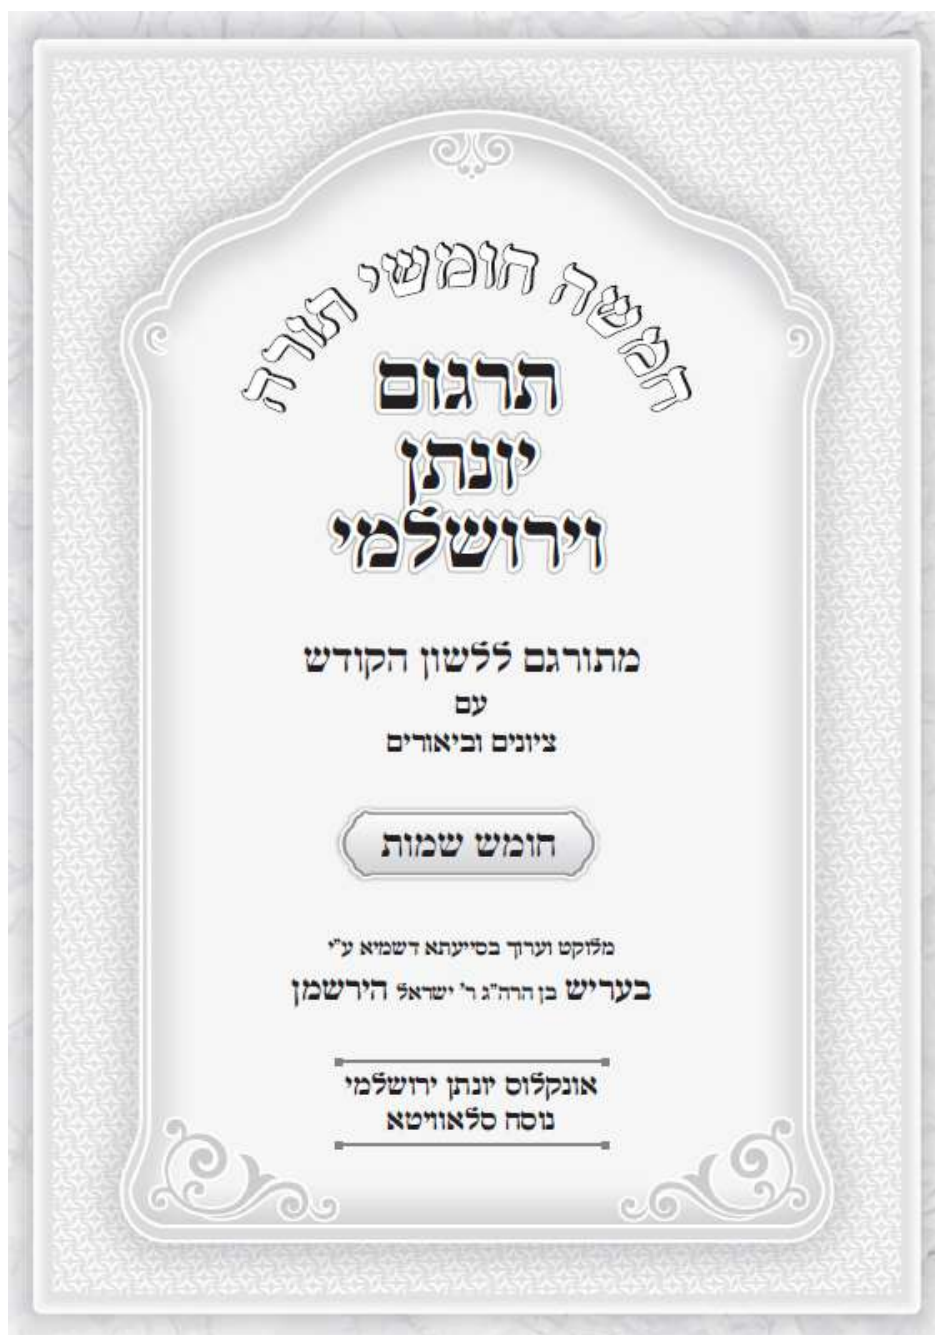 חמשה חומשי תורה
תרגום
יונתן
וירושלמי
מתורגם ללשון הקודש
עם
ציונים וביאורים
חומש שמות
מלוקט וערוך בסייעתא דשמיא ע"י
בעריש בן הרה"ג ר' ישראל הירשמן
אונקלוס יונתן ירושלמי
נוסח סלאוויטא